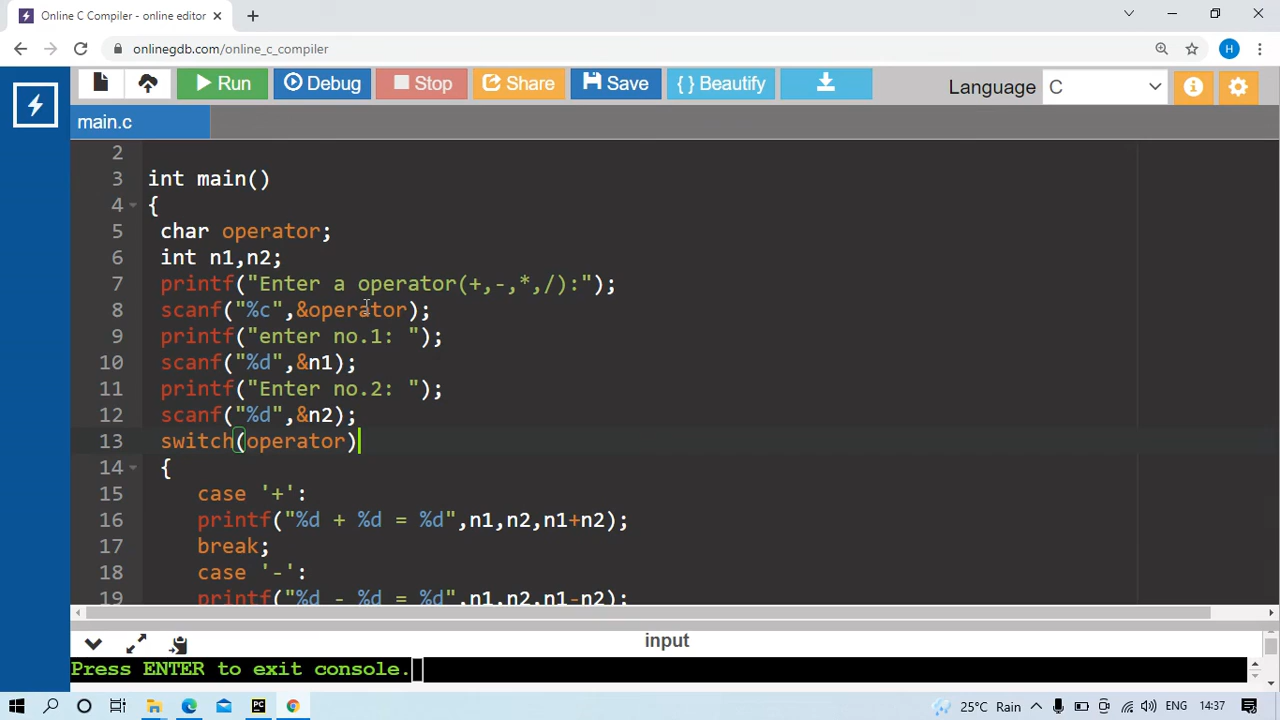 Online C Compiler - online editor
onlinegdb.com/online_c_compiler
H
Run Debug Stop Share Save { } Beautify Language C
main.c
2
3 int main()
4 {
5 char operator;
6 int n1,n2;
7 printf("Enter a operator(+,-,*,/):");
8 scanf("%c",&operator);
9 printf("enter no.1: ");
10 scanf("%d",&n1);
11 printf("Enter no.2: ");
12 scanf("%d",&n2);
13 switch(operator)
14 {
15 case '+':
16 printf("%d + %d = %d",n1,n2,n1+n2);
17 break;
18 case '-':
19 printf("%d - %d = %d",n1,n2,n1-n2);
input
Press ENTER to exit console.
25°C Rain ENG 14:37